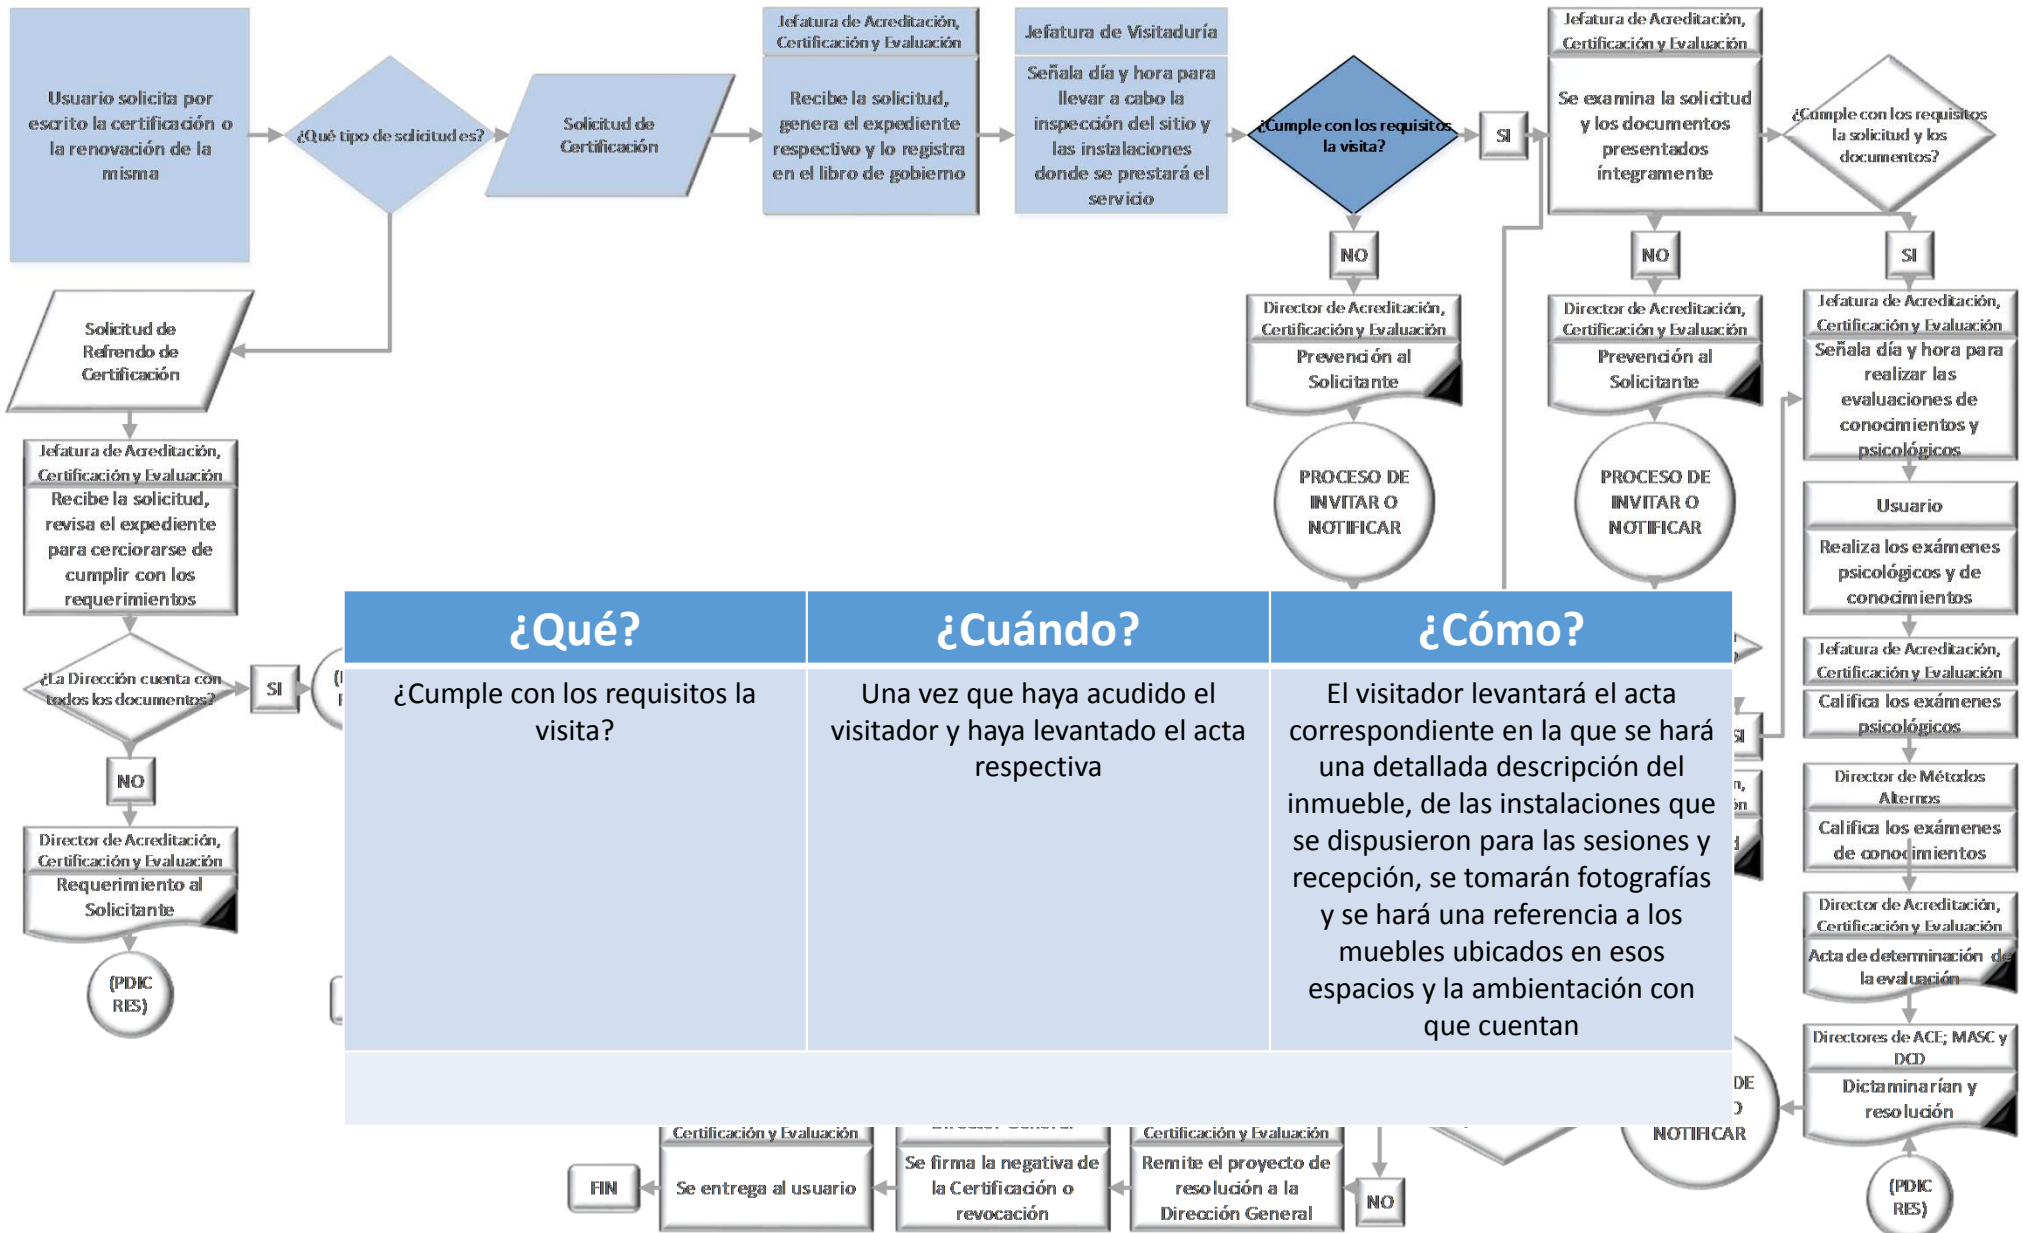 Usuario solicita por
escrito la certificación o
la renovación de la
misma
¿Qué tipo de solicitud es?
Solicitud de
Certificación
Jefatura de Acreditación,
Certificación y Evaluación
Recibe la solicitud,
genera el expediente
respectivo y lo registra
en el libro de gobierno
Jefatura de Visitaduría
Señala día y hora para
llevar a cabo la
inspección del sitio y
las instalaciones
donde se prestará el
servicio
¿Cumple con los requisitos
la visita?
SI
Jefatura de Acreditación,
Certificación y Evaluación
Se examina la solicitud
y los documentos
presentados
íntegramente
¿Cumple con los requisitos
la solicitud y los
documentos?
NO
NO
SI
Solicitud de
Refrendo de
Certificación
Director de Acreditación,
Certificación y Evaluación
Prevención al
Solicitante
Director de Acreditación,
Certificación y Evaluación
Prevención al
Solicitante
Jefatura de Acreditación,
Certificación y Evaluación
Señala día y hora para
realizar las
evaluaciones de
conocimientos y
psicológicos
PROCESO DE
INVITAR O
NOTIFICAR
PROCESO DE
INVITAR O
NOTIFICAR
Jefatura de Acreditación,
Certificación y Evaluación
Recibe la solicitud,
revisa el expediente
para cerciorarse de
cumplir con los
requerimientos
Usuario
Realiza los exámenes
psicológicos y de
conocimientos
¿La Dirección cuenta con
todos los documentos?
SI
NO
Director de Acreditación,
Certificación y Evaluación
Requerimiento al
Solicitante
(PDIC
RES)
¿Qué?
¿Cuándo?
¿Cómo?
¿Cumple con los requisitos la
visita?
Una vez que haya acudido el
visitador y haya levantado el acta
respectiva
El visitador levantará el acta
correspondiente en la que se hará
una detallada descripción del
inmueble, de las instalaciones que
se dispusieron para las sesiones y
recepción, se tomarán fotografías
y se hará una referencia a los
muebles ubicados en esos
espacios y la ambientación con
que cuentan
SI
Jefatura de Acreditación,
Certificación y Evaluación
Califica los exámenes
psicológicos
Director de Métodos
Alternos
Califica los exámenes
de conocimientos
Director de Acreditación,
Certificación y Evaluación
Acta de determinación de
la evaluación
Directores de ACE; MASC y
DCD
Dictaminarían y
resolución
(PDIC
RES)
DE
NOTIFICAR
NO
Certificación y Evaluación
Remite el proyecto de
resolución a la
Dirección General
Director General
Se firma la negativa de
la Certificación o
revocación
Certificación y Evaluación
Se entrega al usuario
FIN